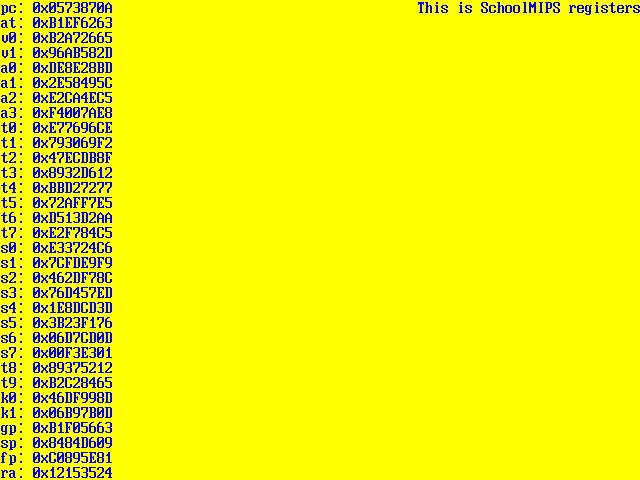 pc: 0x0573870A This is SchoolMIPS registers
at: 0xB1EF6263
v0: 0xB2A72665
v1: 0x96AB582D
a0: 0xDE8E28BD
a1: 0x2E58495C
a2: 0xE2CA4EC5
a3: 0xF4007AE8
t0: 0xE77696CE
t1: 0x793069F2
t2: 0x47ECDB8F
t3: 0x8932D612
t4: 0xBBD27277
t5: 0x72AFF7E5
t6: 0xD513D2AA
t7: 0xE2F784C5
s0: 0xE33724C6
s1: 0x7CFDE9F9
s2: 0x462DF78C
s3: 0x76D457ED
s4: 0x1E8DCD3D
s5: 0x3B23F176
s6: 0x06D7CD0D
s7: 0x00F3E301
t8: 0x89375212
t9: 0xB2C28465
k0: 0x46DF998D
k1: 0x06B97B0D
gp: 0xB1F05663
sp: 0x8484D609
fp: 0xC0895E81
ra: 0x12153524